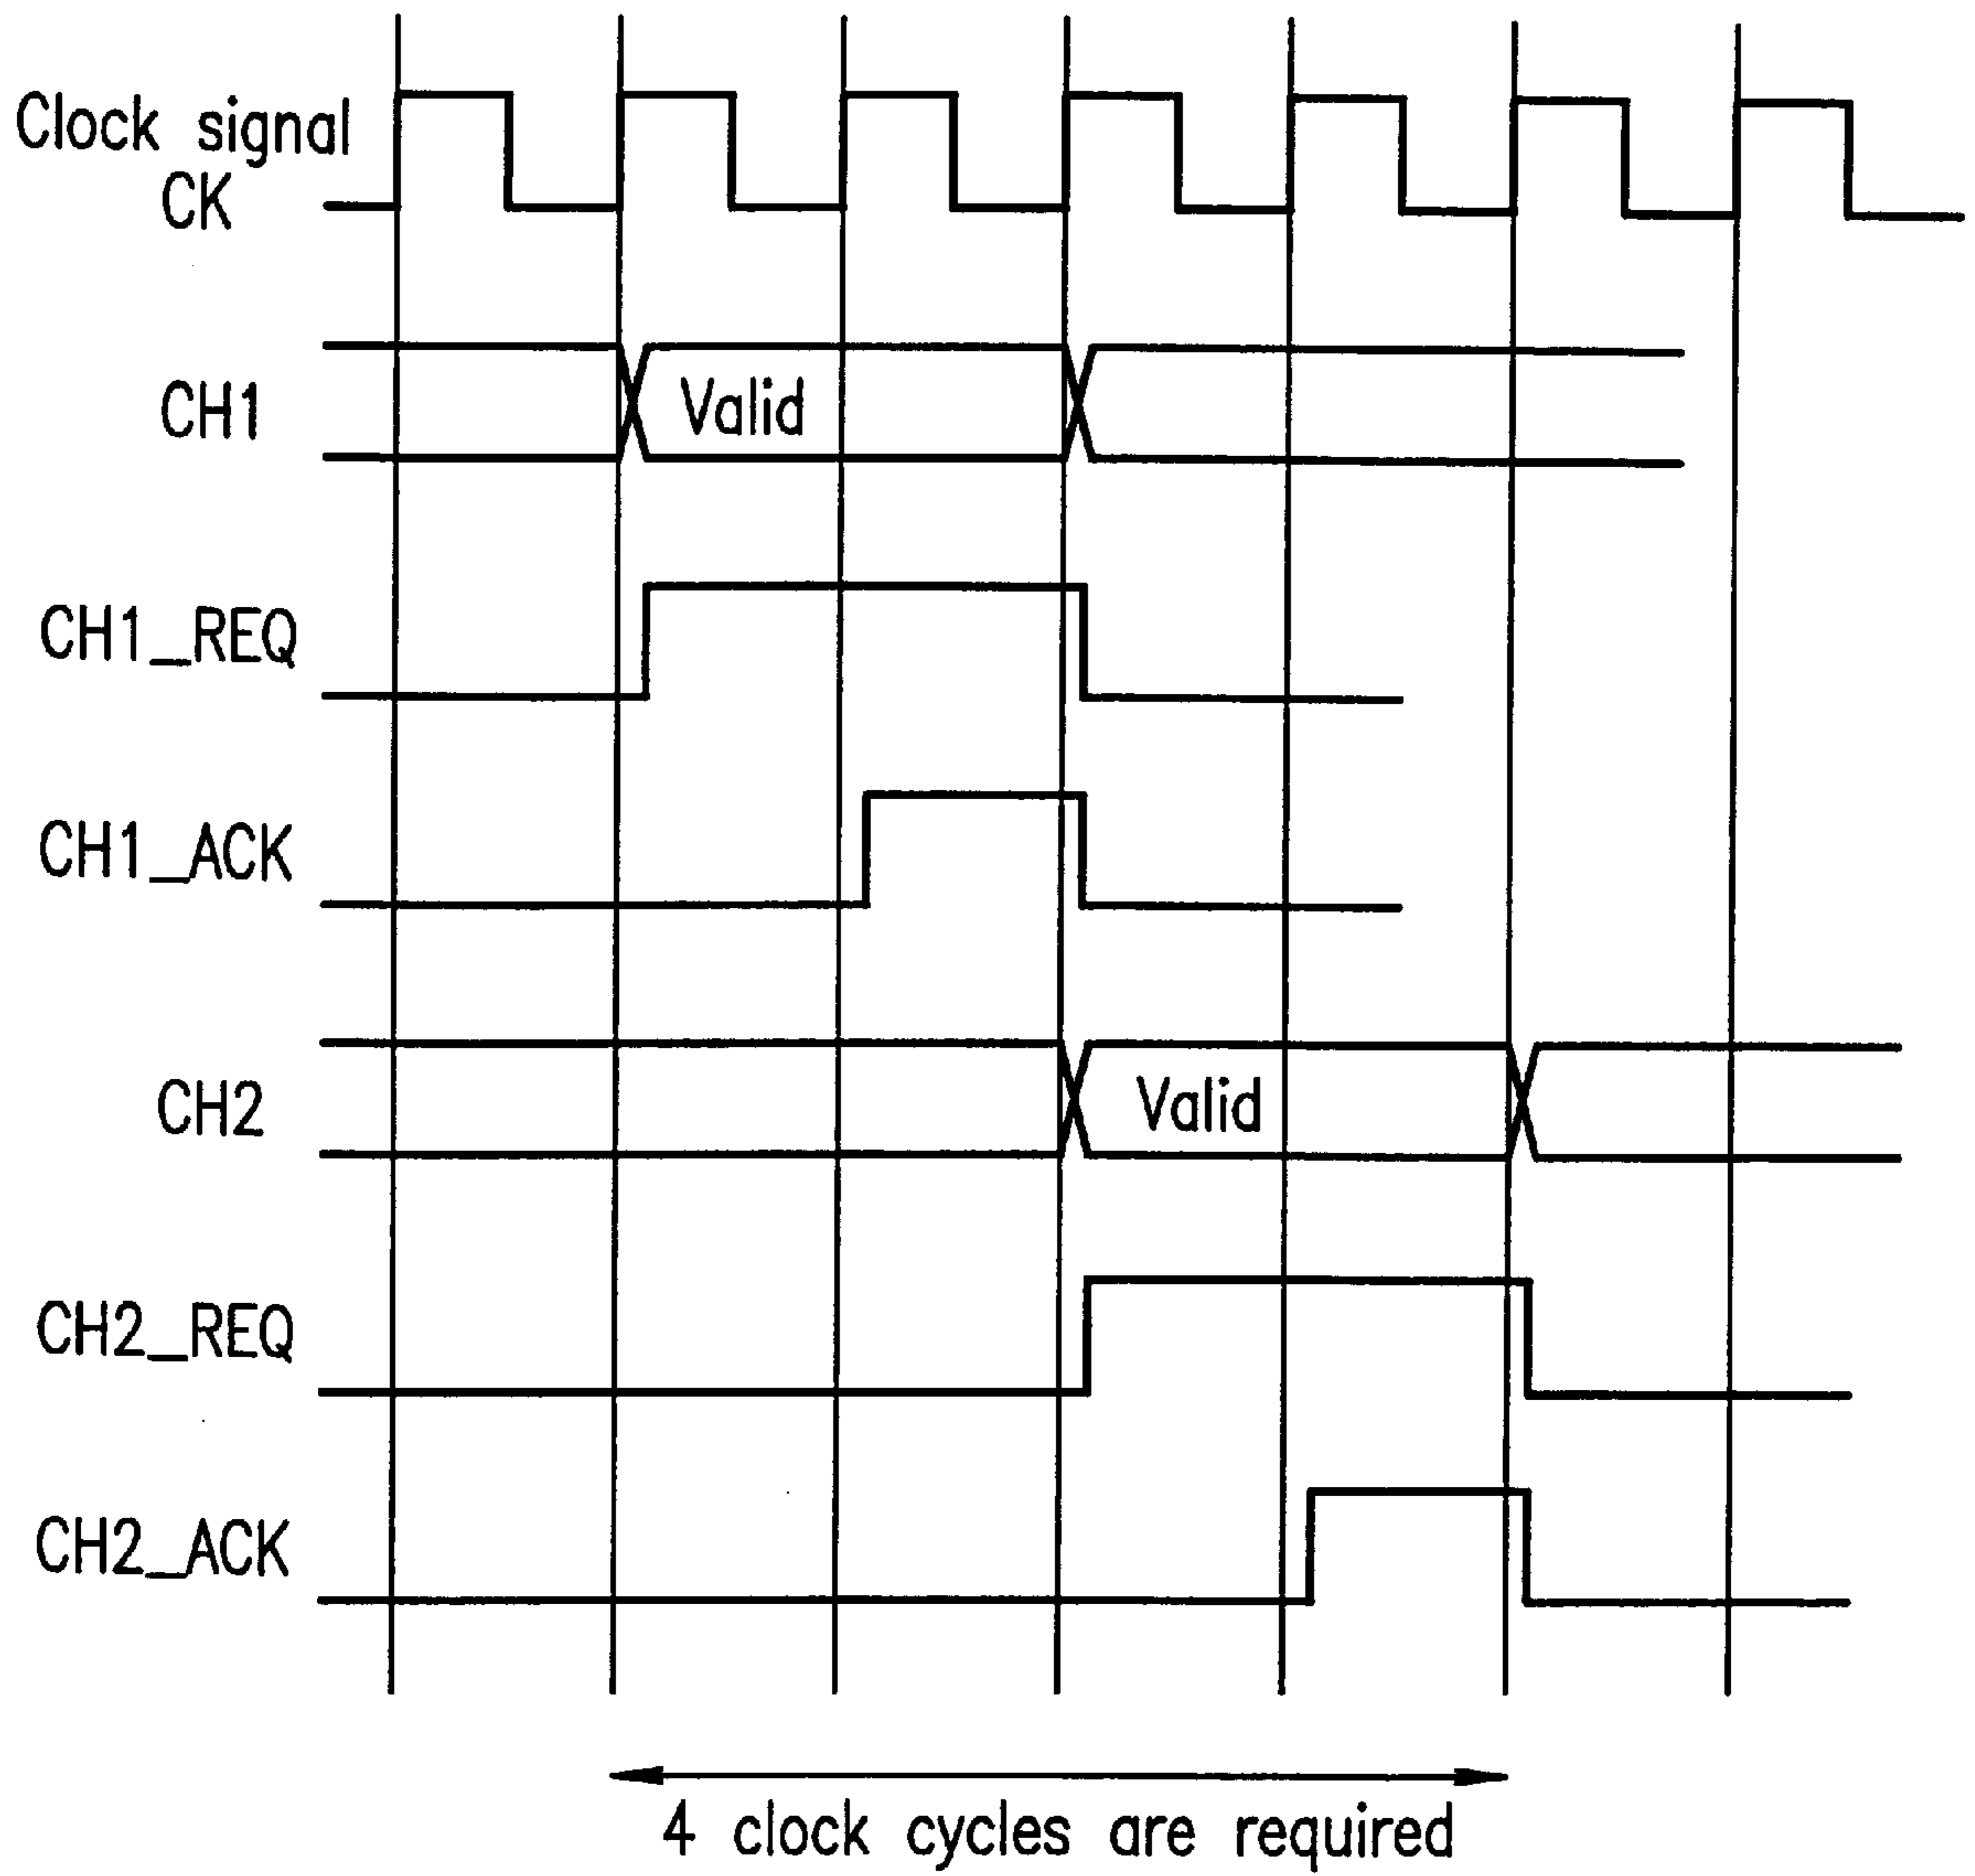 Clock signal
CK
CH1
Valid
CH1_REQ
CH1_ACK
CH2
Valid
CH2_REQ
CH2_ACK
4 clock cycles are required